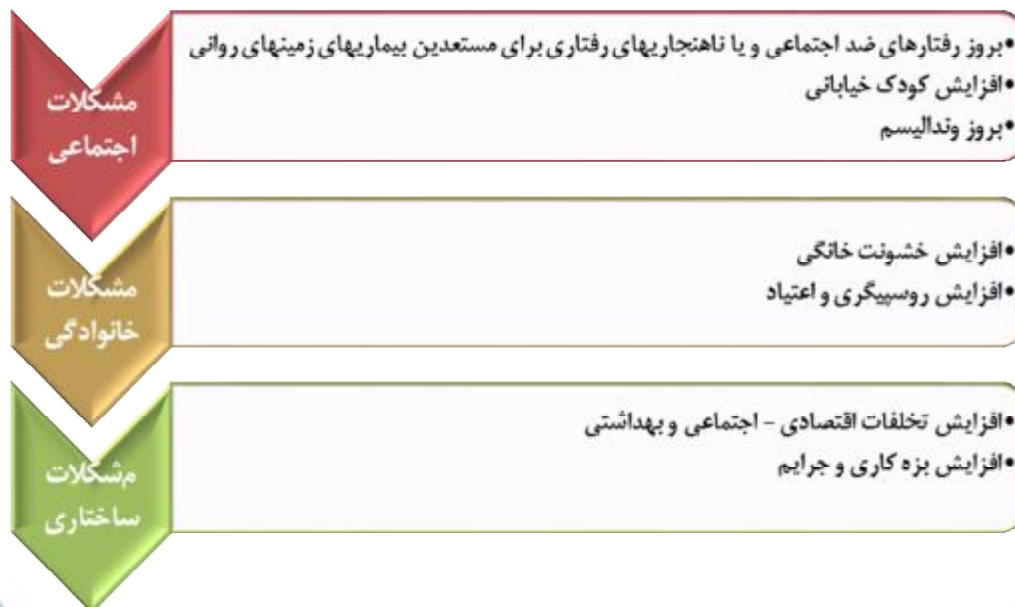 مشکلات
اجتماعی
•بروز رفتارهای ضد اجتماعی و یا ناهنجاریهای رفتاری برای مستعدین بیماریهای زمینهای روانی
•افزایش کودک خیابانی
•بروز وندالیسم
مشکلات
خانوادگی
•افزایش خشونت خانگی
•افزایش روسپیگری و اعتیاد
مشکلات
ساختاری
•افزایش تخلفات اقتصادی - اجتماعی و بهداشتی
•افزایش بزه کاری و جرایم